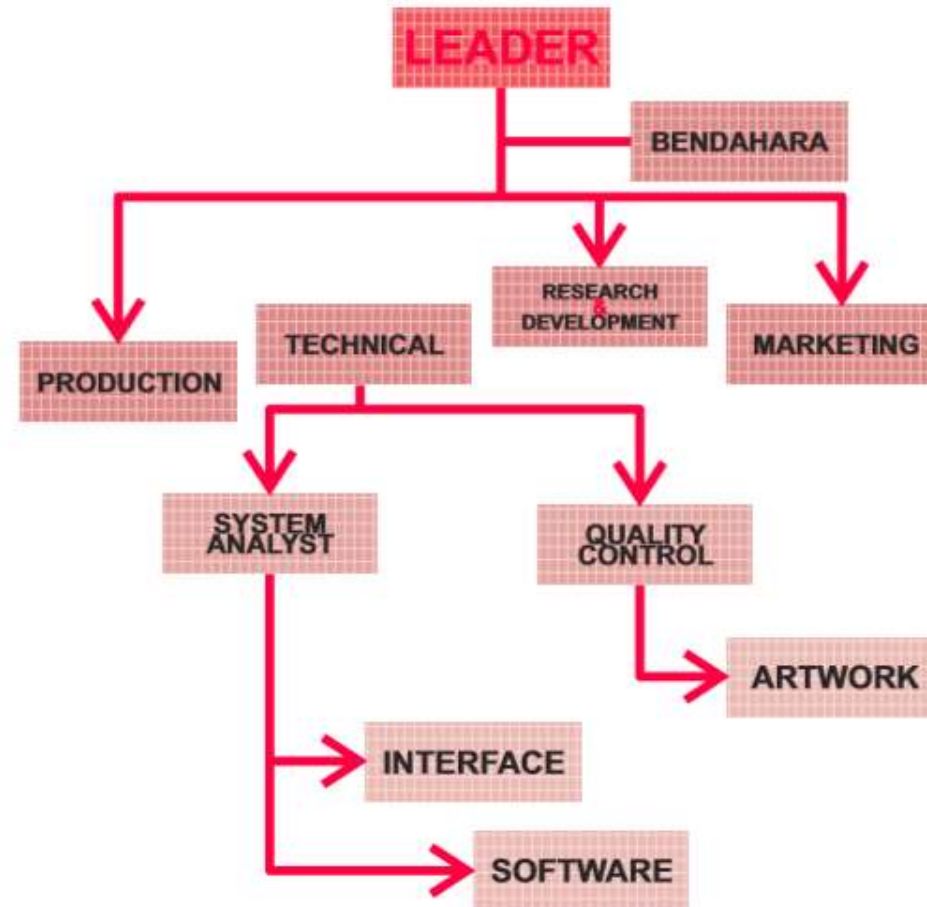 LEADER
BENDAHARA
RESEARCH
&
DEVELOPMENT
TECHNICAL
MARKETING
PRODUCTION
SYSTEM
ANALYST
QUALITY
CONTROL
ARTWORK
INTERFACE
SOFTWARE